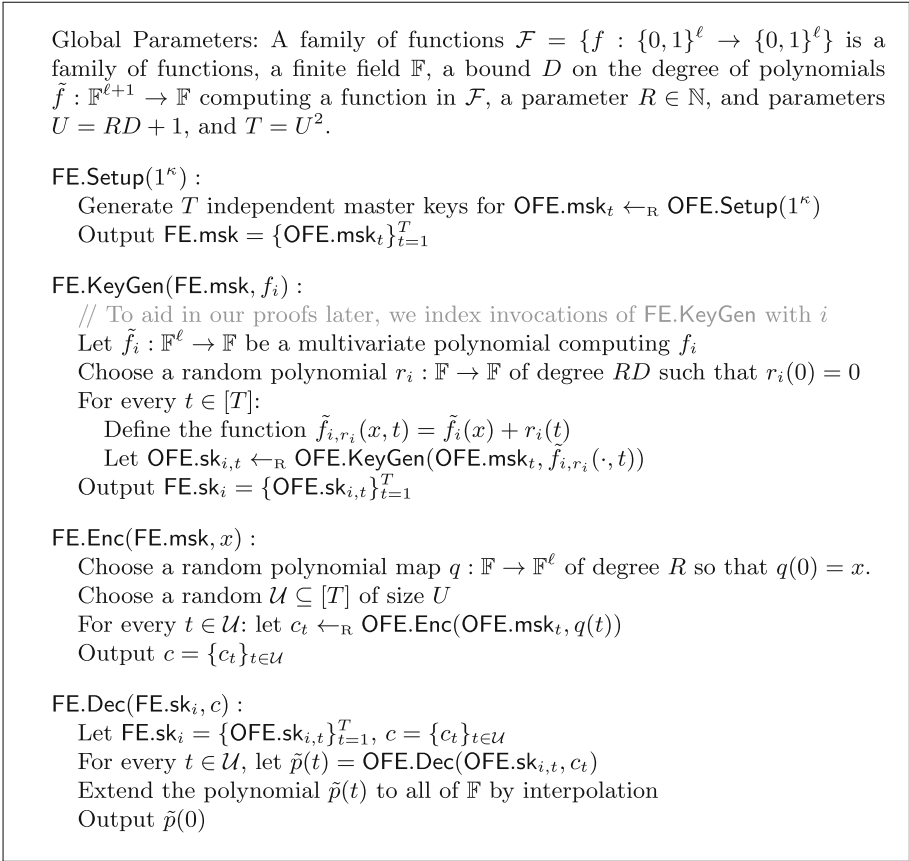 Global Parameters: A family of functions 𝓕 = {f : {0, 1}^ℓ → {0, 1}^ℓ} is a
family of functions, a finite field 𝔽, a bound D on the degree of polynomials
f̃ : 𝔽^{ℓ+1} → 𝔽 computing a function in 𝓕, a parameter R ∈ ℕ, and parameters
U = RD + 1, and T = U².
FE.Setup(1^κ) :
Generate T independent master keys for OFE.msk_t ←_R OFE.Setup(1^κ)
Output FE.msk = {OFE.msk_t}_{t=1}^T
FE.KeyGen(FE.msk, f_i) :
// To aid in our proofs later, we index invocations of FE.KeyGen with i
Let f̃_i : 𝔽^ℓ → 𝔽 be a multivariate polynomial computing f_i
Choose a random polynomial r_i : 𝔽 → 𝔽 of degree RD such that r_i(0) = 0
For every t ∈ [T]:
Define the function f̃_{i,r_i}(x, t) = f̃_i(x) + r_i(t)
Let OFE.sk_{i,t} ←_R OFE.KeyGen(OFE.msk_t, f̃_{i,r_i}(·, t))
Output FE.sk_i = {OFE.sk_{i,t}}_{t=1}^T
FE.Enc(FE.msk, x) :
Choose a random polynomial map q : 𝔽 → 𝔽^ℓ of degree R so that q(0) = x.
Choose a random 𝓤 ⊆ [T] of size U
For every t ∈ 𝓤: let c_t ←_R OFE.Enc(OFE.msk_t, q(t))
Output c = {c_t}_{t∈𝓤}
FE.Dec(FE.sk_i, c) :
Let FE.sk_i = {OFE.sk_{i,t}}_{t=1}^T, c = {c_t}_{t∈𝓤}
For every t ∈ 𝓤, let p̃(t) = OFE.Dec(OFE.sk_{i,t}, c_t)
Extend the polynomial p̃(t) to all of 𝔽 by interpolation
Output p̃(0)